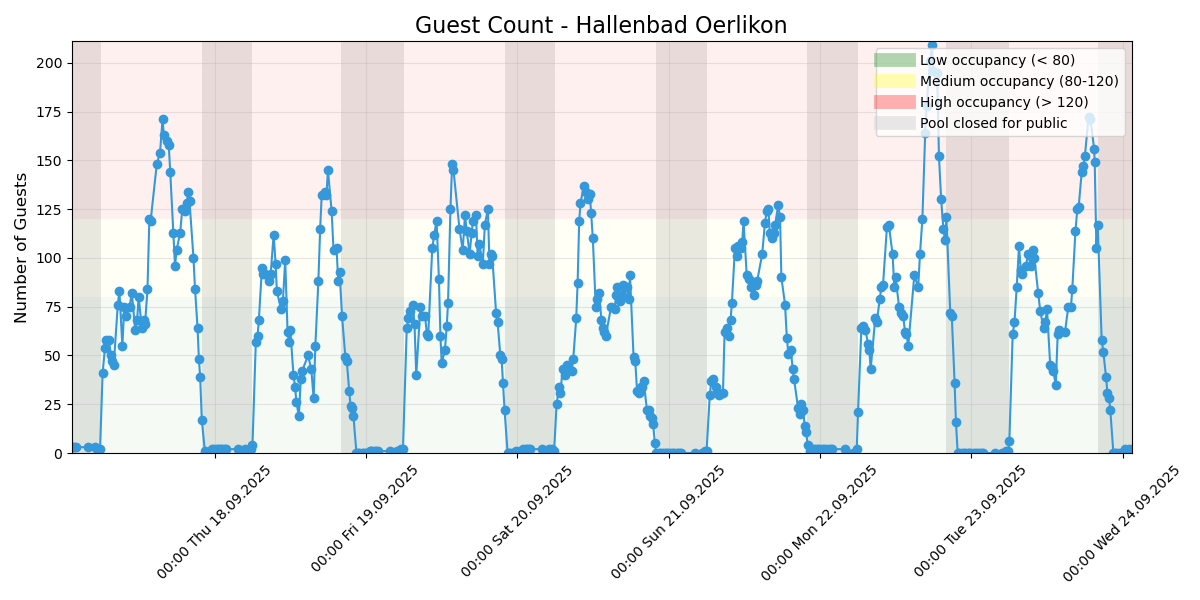 Guest Count - Hallenbad Oerlikon
Number of Guests
200
175
150
125
100
75
50
25
0
Low occupancy (< 80)
Medium occupancy (80-120)
High occupancy (> 120)
Pool closed for public
00:00 Thu 18.09.2025
00:00 Fri 19.09.2025
00:00 Sat 20.09.2025
00:00 Sun 21.09.2025
00:00 Mon 22.09.2025
00:00 Tue 23.09.2025
00:00 Wed 24.09.2025